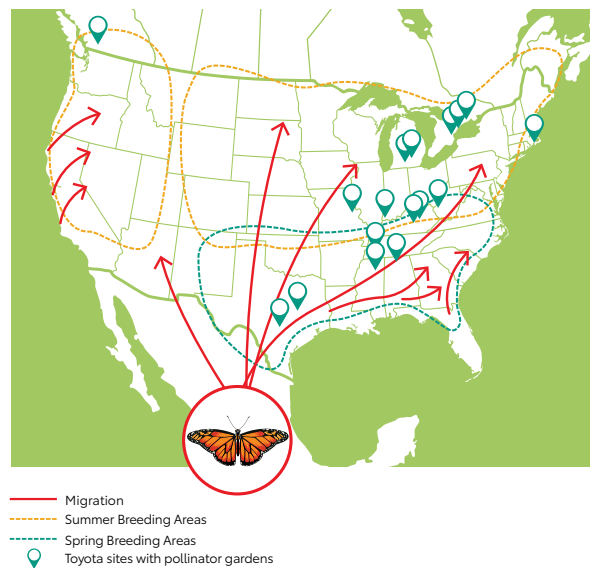 Migration
Summer Breeding Areas
Spring Breeding Areas
Toyota sites with pollinator gardens